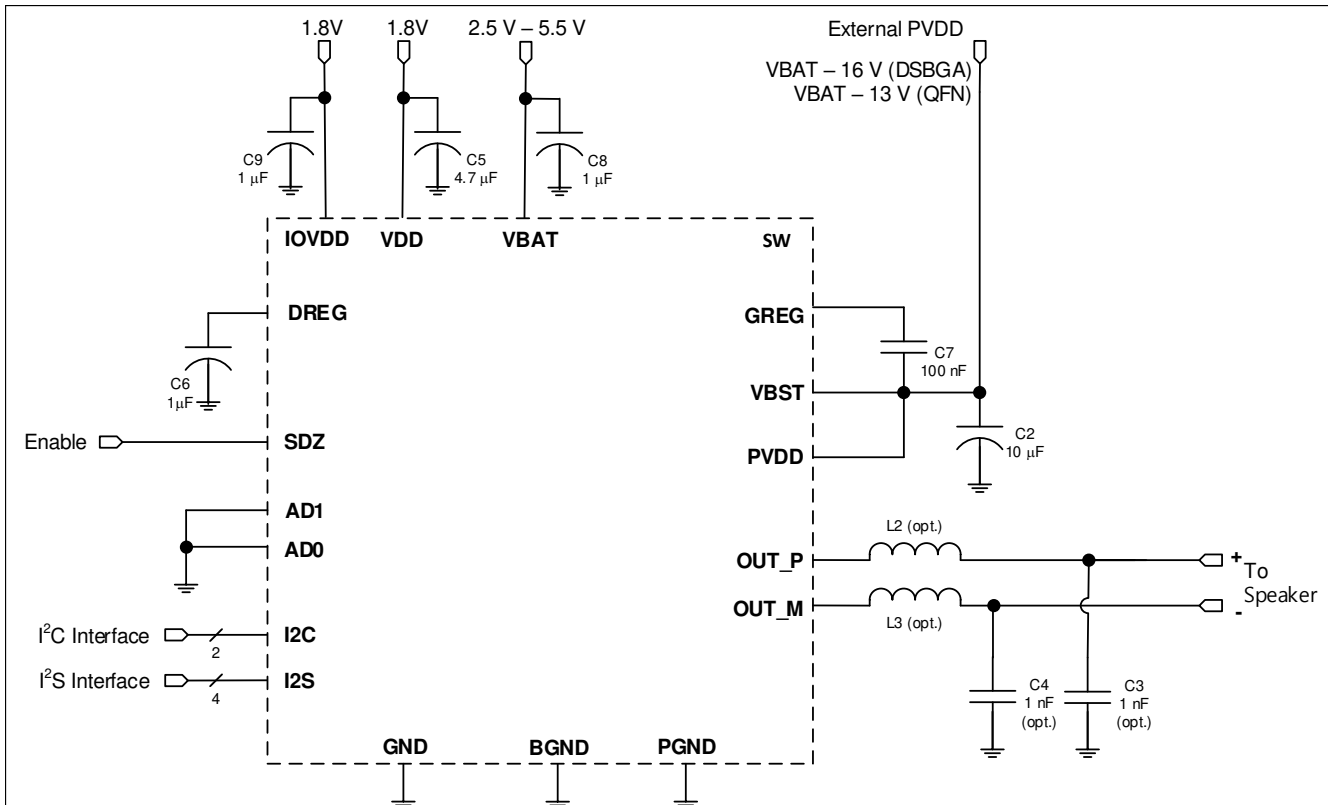 1.8V
1.8V
2.5 V – 5.5 V
External PVDD
VBAT – 16 V (DSBGA)
VBAT – 13 V (QFN)
C9
1 µF
C5
4.7 µF
C8
1 µF
IOVDD
VDD
VBAT
SW
DREG
GREG
C6
1µF
C7
100 nF
VBST
Enable
SDZ
C2
10 µF
PVDD
AD1
AD0
L2 (opt.)
OUT_P
+
To
Speaker
-
OUT_M
L3 (opt.)
I²C Interface
2
I2C
I²S Interface
4
I2S
C4
1 nF
(opt.)
C3
1 nF
(opt.)
GND
BGND
PGND